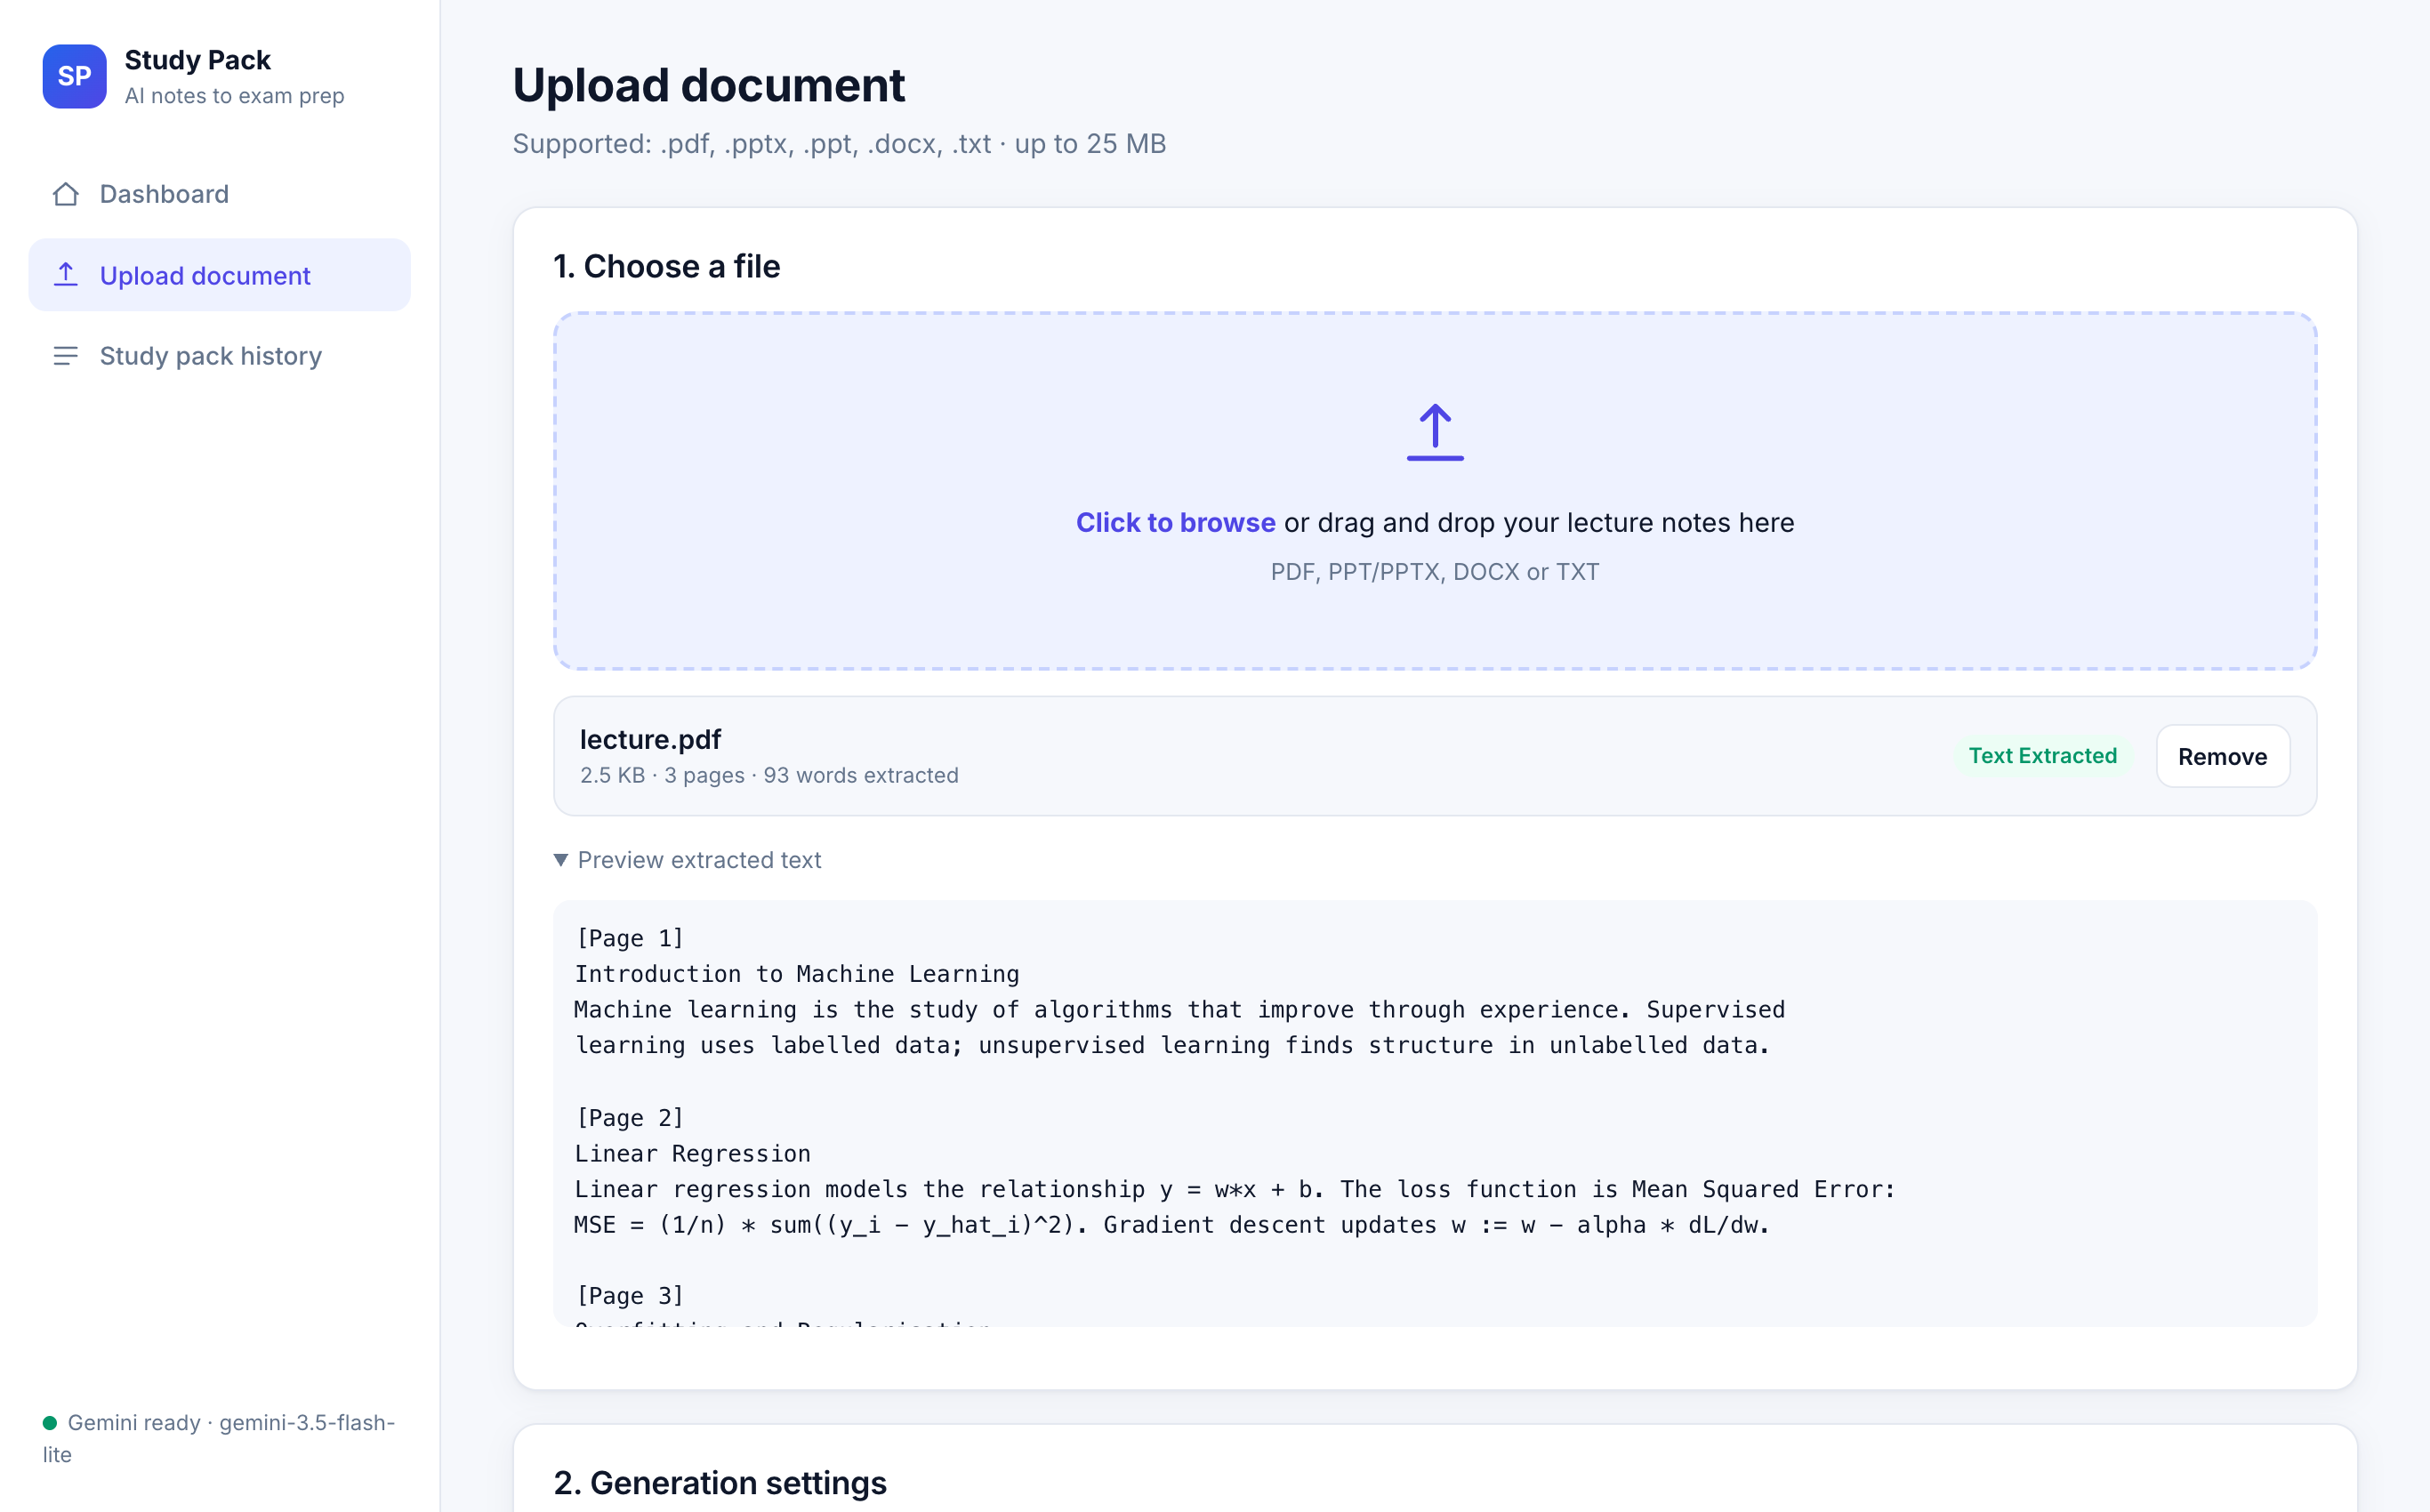 SP
Study Pack
AI notes to exam prep
Dashboard
Upload document
Study pack history
Gemini ready · gemini-3.5-flash-
lite
Upload document
Supported: .pdf, .pptx, .ppt, .docx, .txt · up to 25 MB
1. Choose a file
Click to browse or drag and drop your lecture notes here
PDF, PPT/PPTX, DOCX or TXT
lecture.pdf
2.5 KB · 3 pages · 93 words extracted
Text Extracted
Remove
▼ Preview extracted text
[Page 1]
Introduction to Machine Learning
Machine learning is the study of algorithms that improve through experience. Supervised
learning uses labelled data; unsupervised learning finds structure in unlabelled data.
[Page 2]
Linear Regression
Linear regression models the relationship y = w*x + b. The loss function is Mean Squared Error:
MSE = (1/n) * sum((y_i − y_hat_i)^2). Gradient descent updates w := w − alpha * dL/dw.
[Page 3]
Overfitting and Regularisation
2. Generation settings